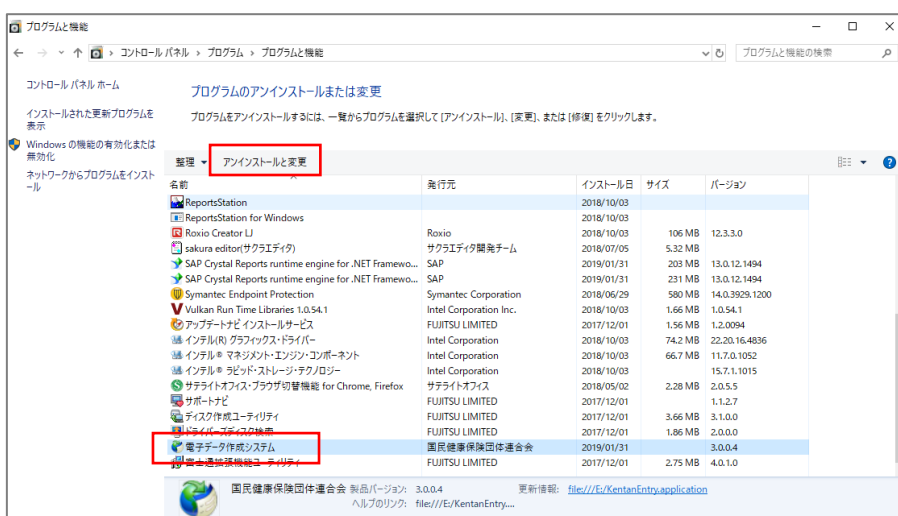 プログラムと機能
コントロール パネル › プログラム › プログラムと機能 プログラムと機能の検索
コントロール パネル ホーム
インストールされた更新プログラムを
表示
Windows の機能の有効化または
無効化
ネットワークからプログラムをインスト
ール
プログラムのアンインストールまたは変更
プログラムをアンインストールするには、一覧からプログラムを選択して [アンインストール]、[変更]、または [修復] をクリックします。
整理 アンインストールと変更
名前 発行元 インストール日 サイズ バージョン
ReportsStation 2018/10/03
ReportsStation for Windows 2018/10/03
Roxio Creator LJ Roxio 2018/10/03 106 MB 12.3.3.0
sakura editor(サクラエディタ) サクラエディタ開発チーム 2018/07/05 5.32 MB
SAP Crystal Reports runtime engine for .NET Framewo... SAP 2019/01/31 203 MB 13.0.12.1494
SAP Crystal Reports runtime engine for .NET Framewo... SAP 2019/01/31 231 MB 13.0.12.1494
Symantec Endpoint Protection Symantec Corporation 2018/06/29 580 MB 14.0.3929.1200
Vulkan Run Time Libraries 1.0.54.1 Intel Corporation Inc. 2018/10/03 1.66 MB 1.0.54.1
アップデートナビ インストールサービス FUJITSU LIMITED 2017/12/01 1.56 MB 1.2.0094
インテル(R) グラフィックス・ドライバー Intel Corporation 2018/10/03 74.2 MB 22.20.16.4836
インテル® マネジメント・エンジン・コンポーネント Intel Corporation 2018/10/03 66.7 MB 11.7.0.1052
インテル® ラピッド・ストレージ・テクノロジー Intel Corporation 2018/10/03 15.7.1.1015
サテライトオフィス・ブラウザ切替機能 for Chrome, Firefox サテライトオフィス 2018/05/02 2.28 MB 2.0.5.5
サポートナビ FUJITSU LIMITED 2017/12/01 1.1.2.7
ディスク作成ユーティリティ FUJITSU LIMITED 2017/12/01 3.66 MB 3.1.0.0
ドライバーズディスク検索 FUJITSU LIMITED 2017/12/01 1.86 MB 2.0.0.0
電子データ作成システム 国民健康保険団体連合会 2019/01/31 3.0.0.4
富士通拡張機能ユーティリティ FUJITSU LIMITED 2017/12/01 2.75 MB 4.0.1.0
国民健康保険団体連合会 製品バージョン: 3.0.0.4 更新情報: file:///E:/KentanEntry.application
ヘルプのリンク: file:///E:/KentanEntry....